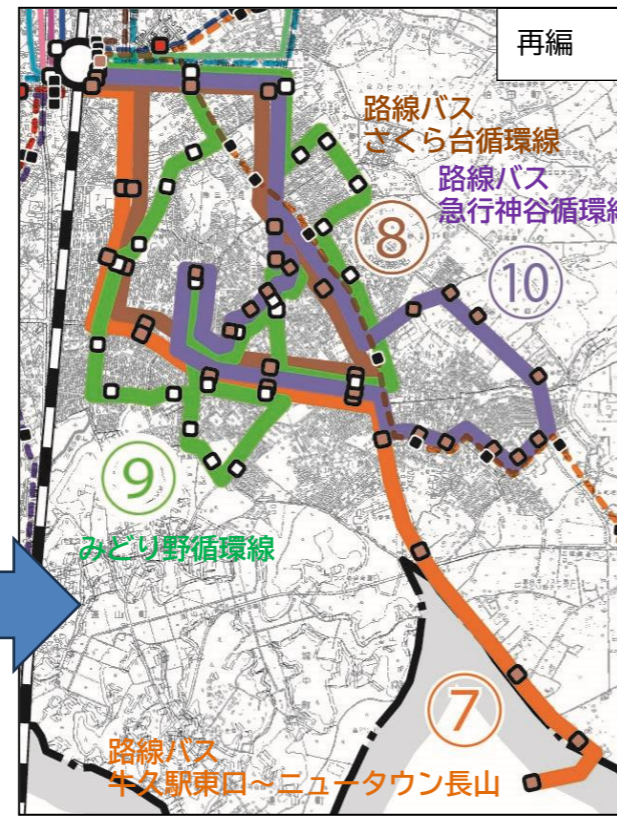 再編
路線バス
さくら台循環線
路線バス
急行神谷循環線
⑧
⑩
⑨
みどり野循環線
⑦
路線バス
牛久駅東口～ニュータウン長山